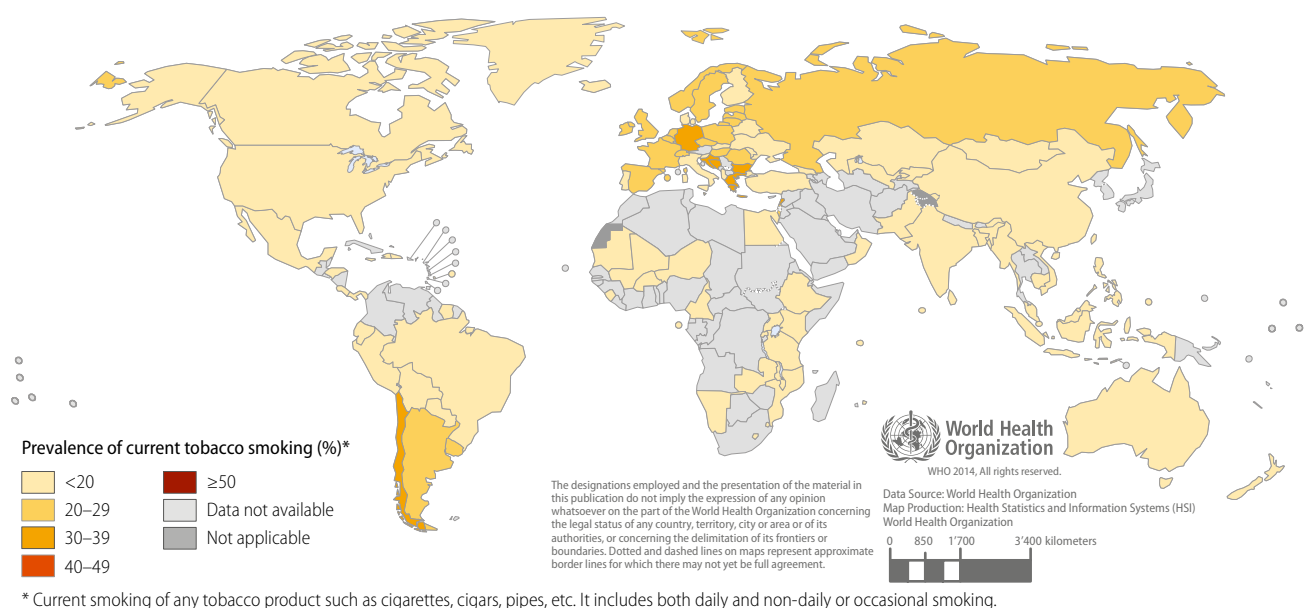 Prevalence of current tobacco smoking (%)*
<20
20–29
30–39
40–49
≥50
Data not available
Not applicable
The designations employed and the presentation of the material in
this publication do not imply the expression of any opinion
whatsoever on the part of the World Health Organization concerning
the legal status of any country, territory, city or area or of its
authorities, or concerning the delimitation of its frontiers or
boundaries. Dotted and dashed lines on maps represent approximate
border lines for which there may not yet be full agreement.
World Health
Organization
WHO 2014, All rights reserved.
Data Source: World Health Organization
Map Production: Health Statistics and Information Systems (HSI)
World Health Organization
0 850 1'700 3'400 kilometers
* Current smoking of any tobacco product such as cigarettes, cigars, pipes, etc. It includes both daily and non-daily or occasional smoking.